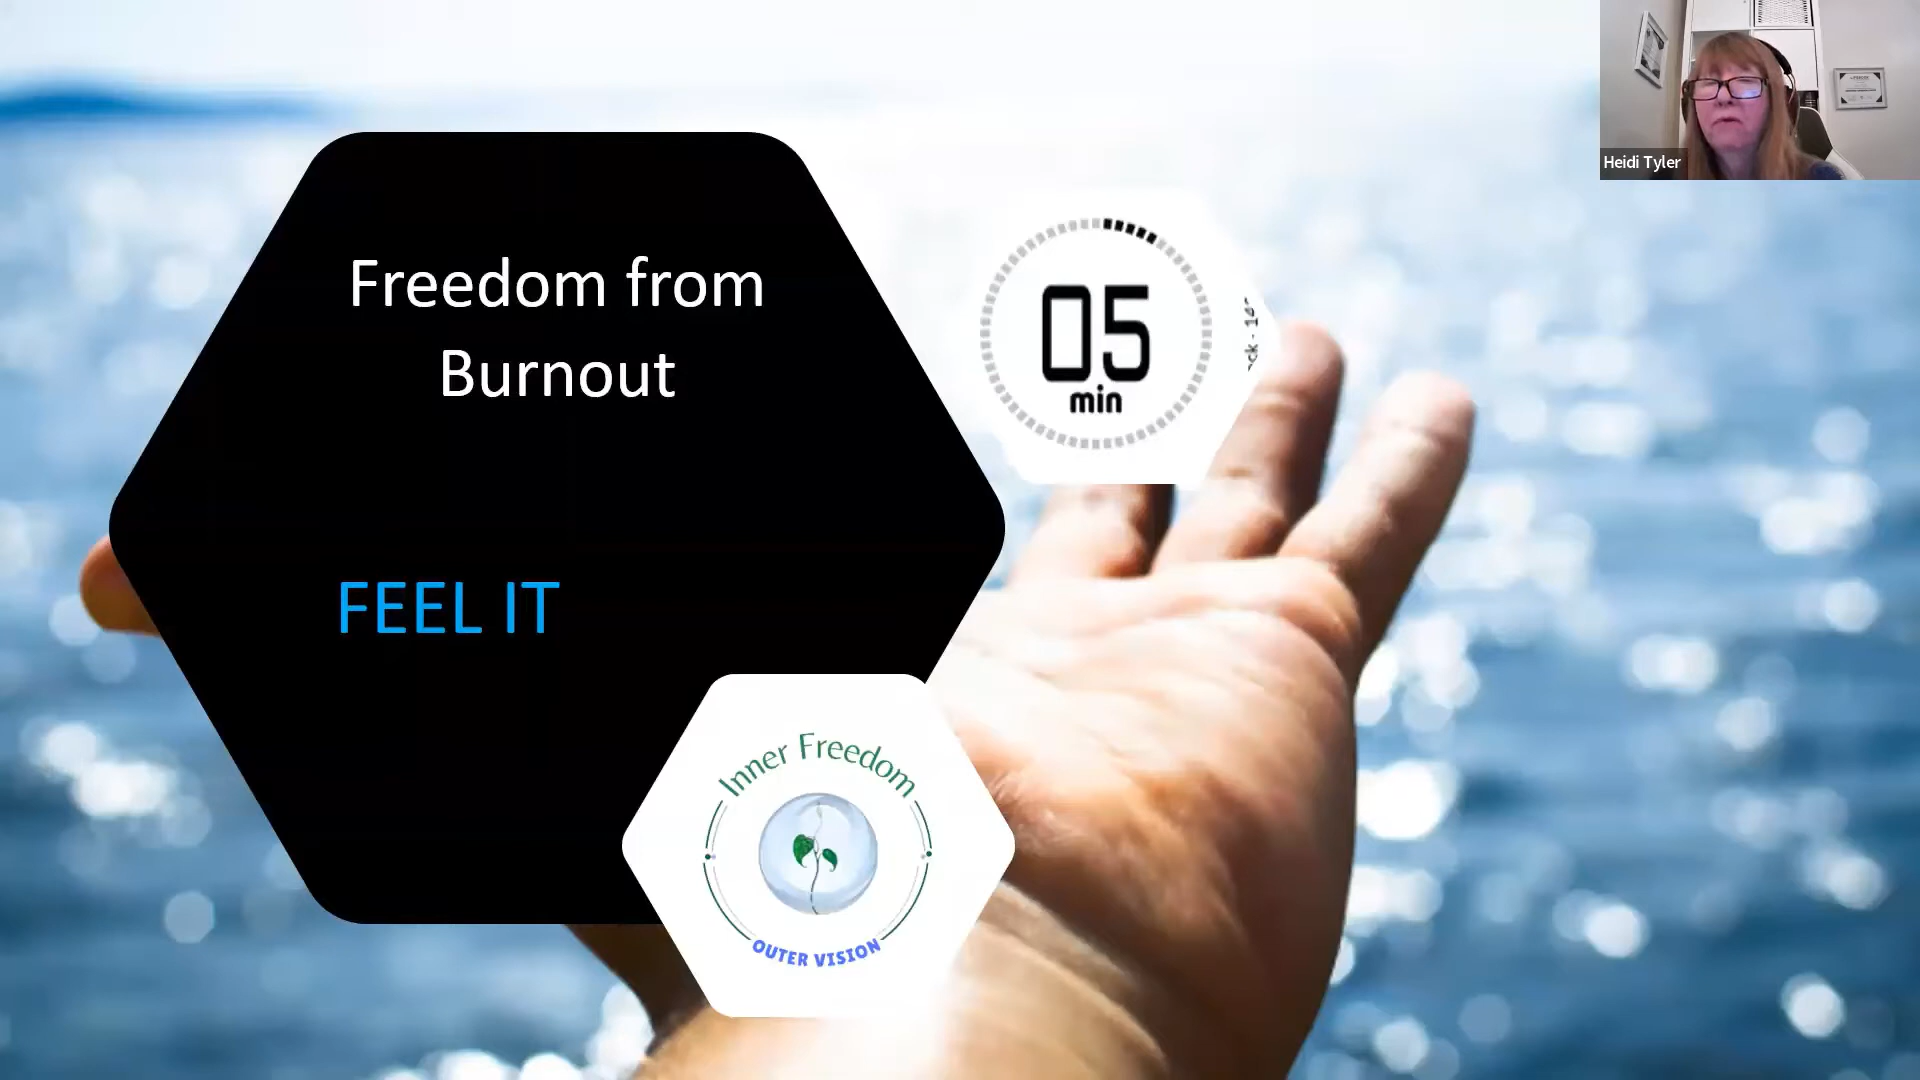 Heidi Tyler
Freedom from
Burnout
05
min
FEEL IT
Inner Freedom
OUTER VISION